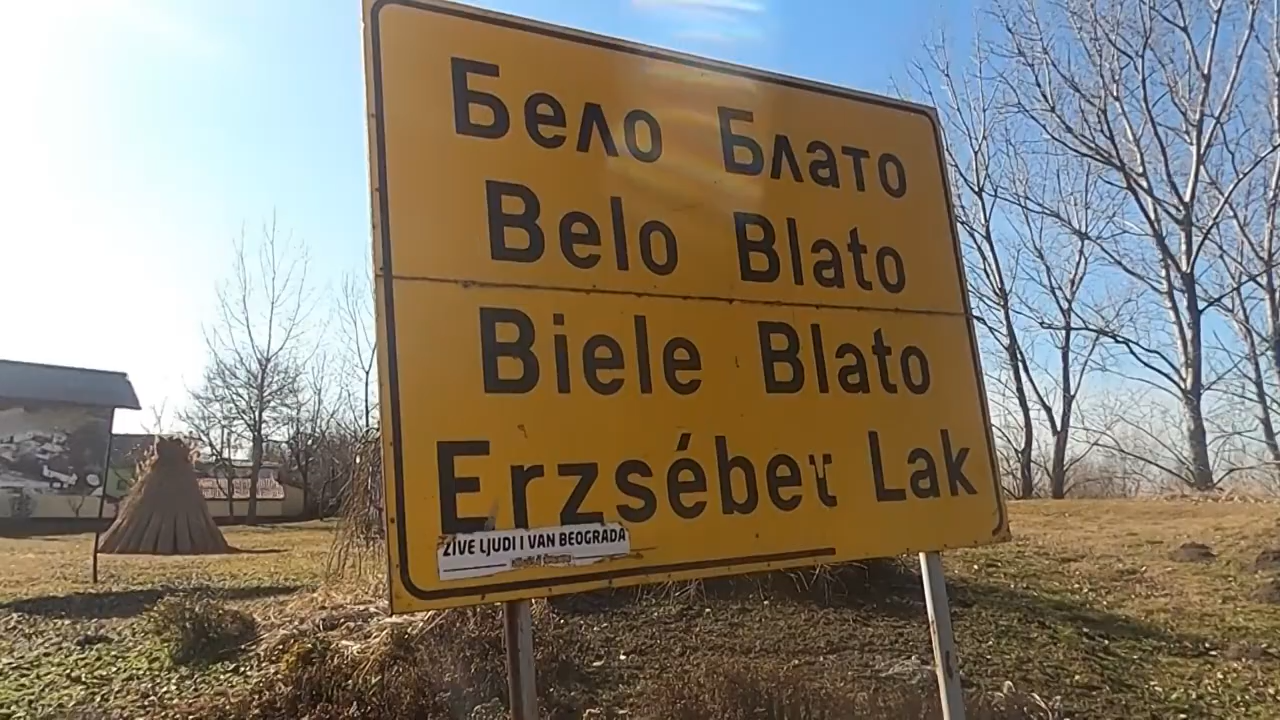 Бело Блато
Belo Blato
Biele Blato
Erzsébet Lak
ŽIVE LJUDI I VAN BEOGRADA